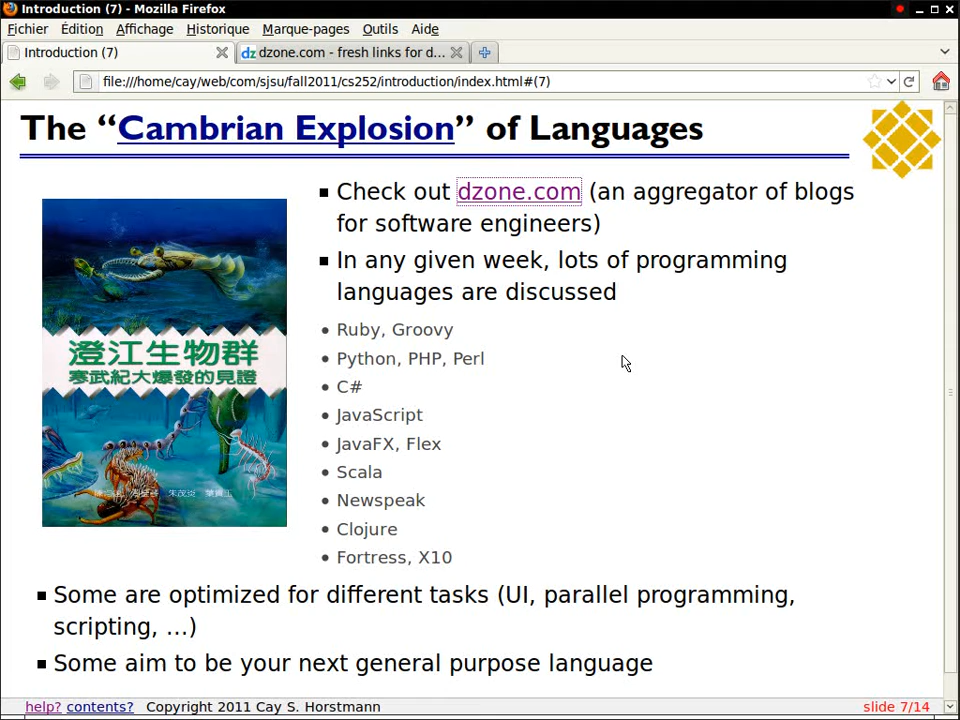 Introduction (7) - Mozilla Firefox
Fichier Édition Affichage Historique Marque-pages Outils Aide
Introduction (7)
dz dzone.com - fresh links for d...
file:///home/cay/web/com/sjsu/fall2011/cs252/introduction/index.html#(7)
The “Cambrian Explosion” of Languages
澄江生物群
寒武紀大爆發的見證
Check out dzone.com (an aggregator of blogs
for software engineers)
In any given week, lots of programming
languages are discussed
Ruby, Groovy
Python, PHP, Perl
C#
JavaScript
JavaFX, Flex
Scala
Newspeak
Clojure
Fortress, X10
Some are optimized for different tasks (UI, parallel programming,
scripting, …)
Some aim to be your next general purpose language
help? contents? Copyright 2011 Cay S. Horstmann
slide 7/14